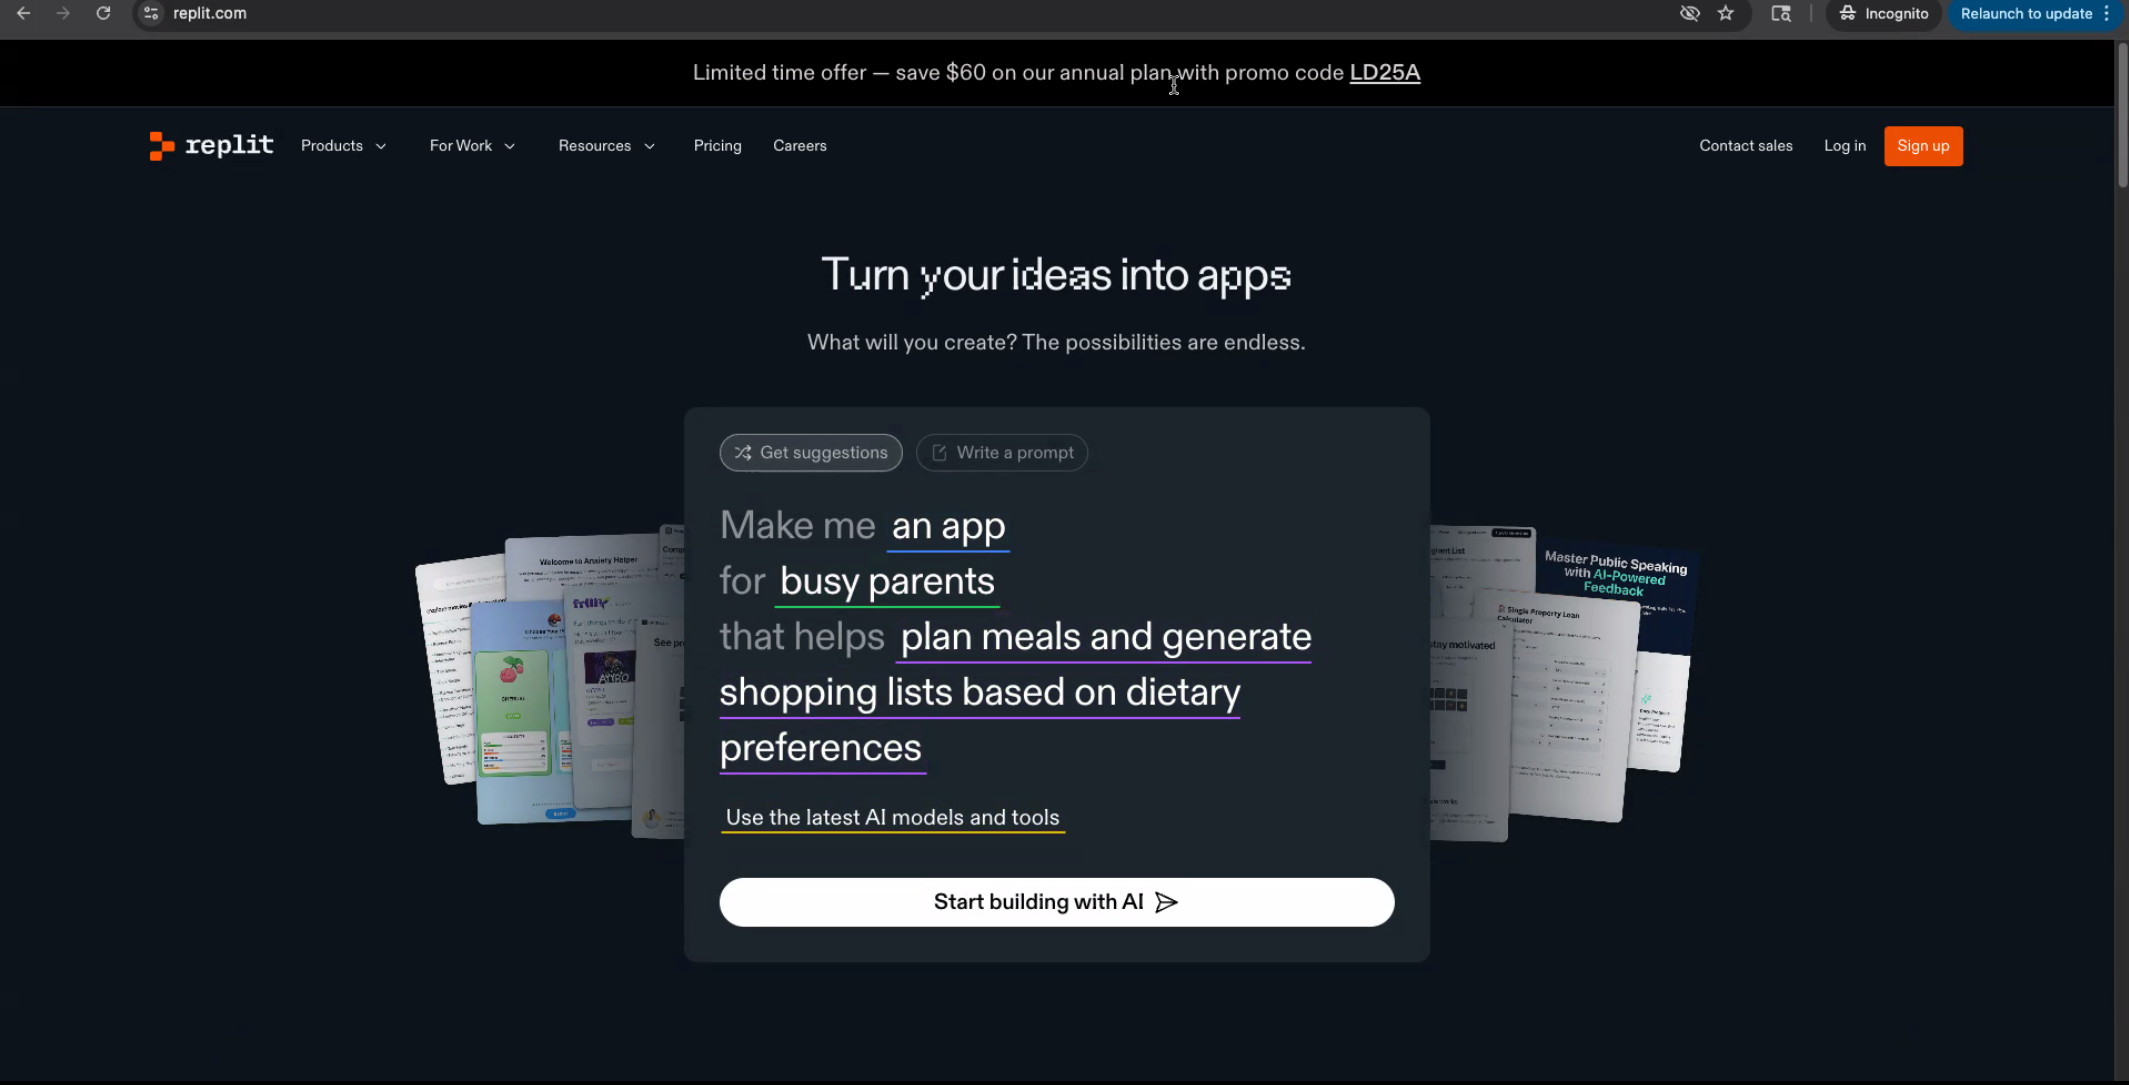 replit.com
Incognito
Relaunch to update
Limited time offer — save $60 on our annual plan with promo code LD25A
replit
Products
For Work
Resources
Pricing
Careers
Contact sales
Log in
Sign up
Turn your ideas into apps
What will you create? The possibilities are endless.
Get suggestions
Write a prompt
Make me an app
for busy parents
that helps plan meals and generate
shopping lists based on dietary
preferences
Use the latest AI models and tools
Start building with AI
Welcome to Anxiety Helper
See pr
Master Public Speaking
with AI-Powered
Feedback
Single Property Loan
Calculator
stay motivated